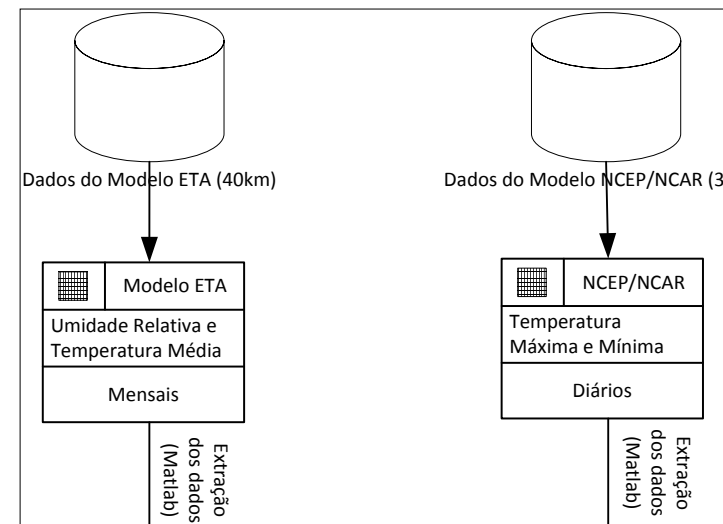 Dados do Modelo ETA (40km)
Dados do Modelo NCEP/NCAR (3
Modelo ETA
Umidade Relativa e
Temperatura Média
Mensais
NCEP/NCAR
Temperatura
Máxima e Mínima
Diários
Extração
dos dados
(Matlab)
Extração
dos dados
(Matlab)